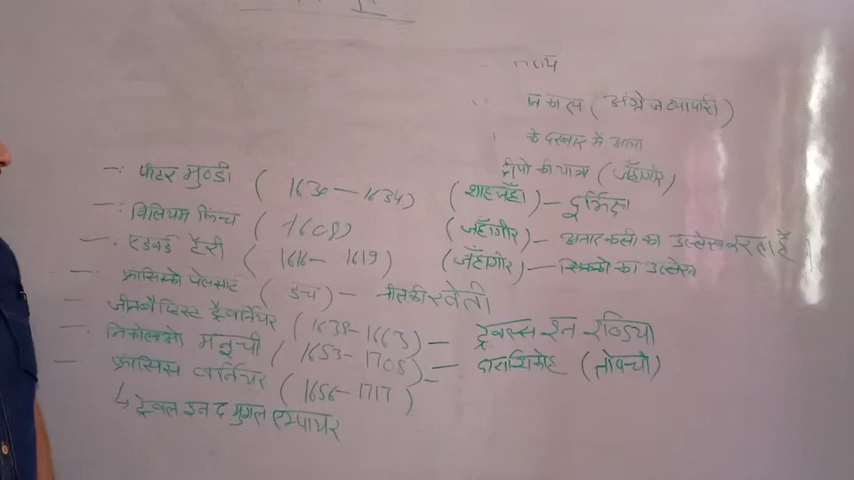 अकाल (अंग्रेज व्यापारी)
के दरबार में आया
द्वीपो की यात्रा (जहाँगीर)
पीटर मुण्डी (1630 - 1634) (शाहजहाँ) - दुर्भिक्ष
विलियम फिन्च (1608) (जहाँगीर) - अनारकली का उल्लेख करता है
एडवर्ड टैरी (1616 - 1619) (जहाँगीर) - सिक्को का उल्लेख
फ्रासिस्को पेलसार्ट (डच) - नील की खेती
जीन बैप्टिस्ट ट्रैवर्नियर (1638-1663) - ट्रेवल्स इन इण्डिया
निकोलाओ मनूची (1653-1708) - दाराशिकोह (तोपची)
फ्रांसिस बर्नियर (1656-1717)
↳ ट्रेवल इन द मुगल एम्पायर